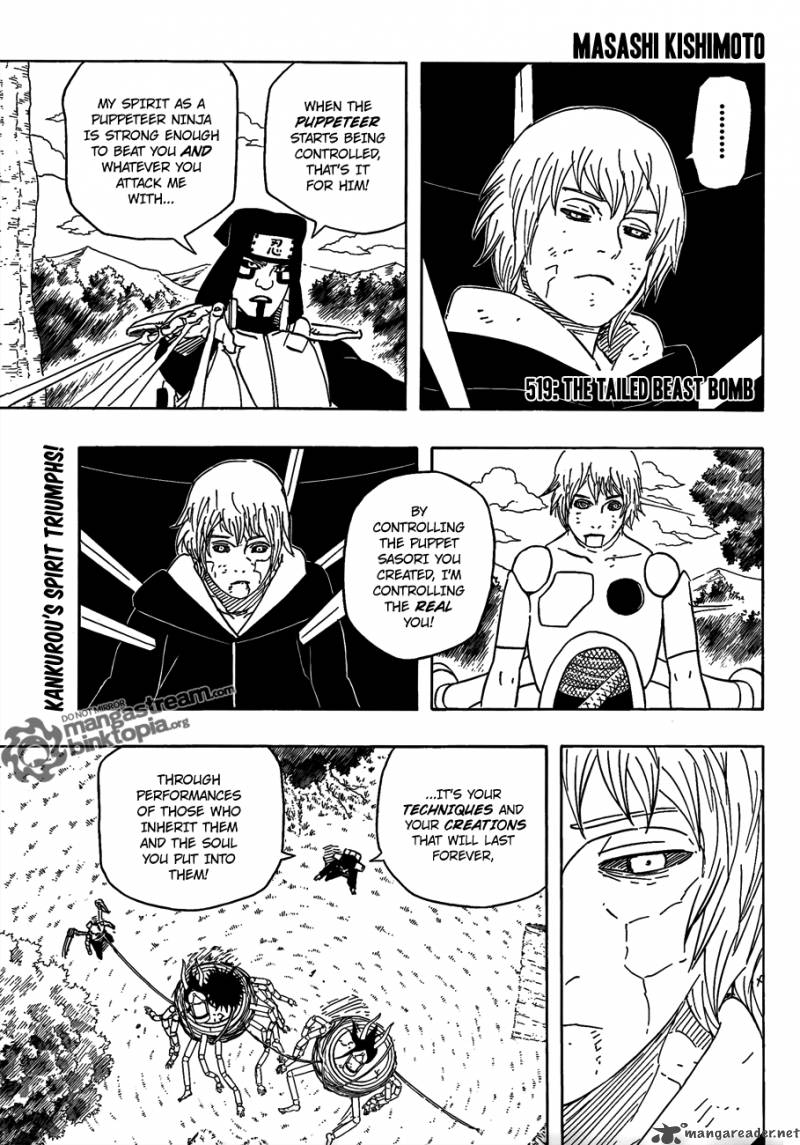 MASASHI KISHIMOTO
.........
519: THE TAILED BEAST BOMB
WHEN THE
PUPPETEER
STARTS BEING
CONTROLLED,
THAT'S IT
FOR HIM!
MY SPIRIT AS A
PUPPETEER NINJA
IS STRONG ENOUGH
TO BEAT YOU AND
WHATEVER YOU
ATTACK ME
WITH...
忍
BY
CONTROLLING
THE PUPPET
SASORI YOU
CREATED, I'M
CONTROLLING
THE REAL
YOU!
KANKUROU'S SPIRIT TRIUMPHS!
DO NOT MIRROR
mangastream.com
binktopia.org
...IT'S YOUR
TECHNIQUES AND
YOUR CREATIONS
THAT WILL LAST
FOREVER,
THROUGH
PERFORMANCES
OF THOSE WHO
INHERIT THEM
AND THE SOUL
YOU PUT INTO
THEM!
mangareader.net